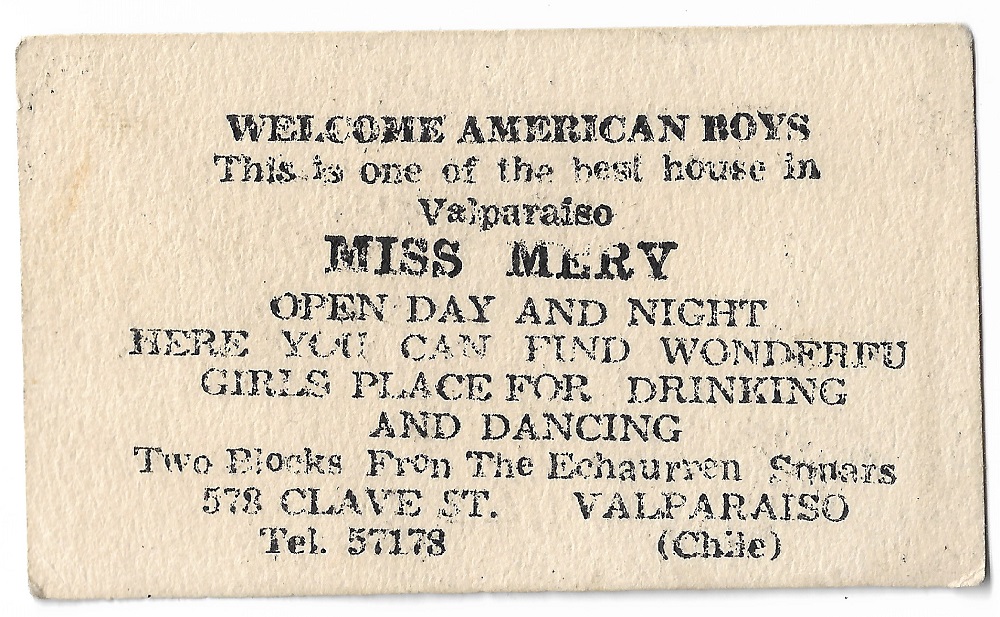 WELCOME AMERICAN BOYS
This is one of the best house in
Valparaiso
MISS MERY
OPEN DAY AND NIGHT
HERE YOU CAN FIND WONDERFU
GIRLS PLACE FOR DRINKING
AND DANCING
Two Blocks Fron The Echaurren Squars
578 CLAVE ST. VALPARAISO
Tel. 57178 (Chile)